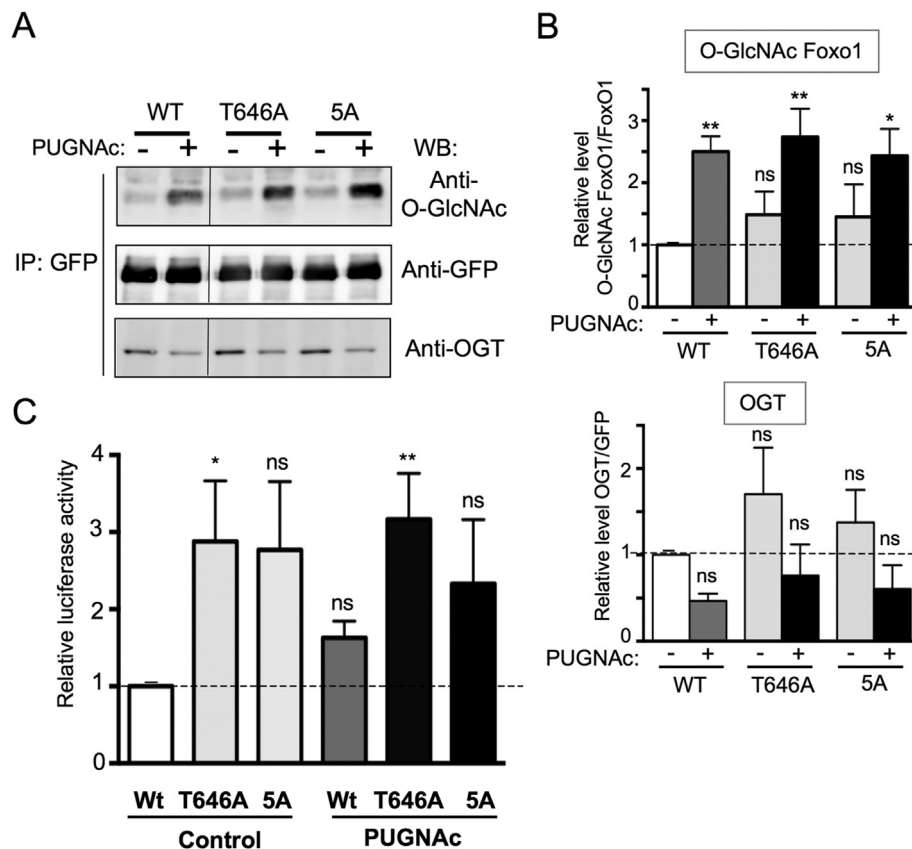 A
WT T646A 5A
PUGNAc: - + - + - + WB:
Anti-
O-GlcNAc
IP: GFP
Anti-GFP
Anti-OGT
B
O-GlcNAc Foxo1
Relative level
O-GlcNAc FoxO1/FoxO1
3
2
1
0
** ns ** ns *
PUGNAc: - + - + - +
WT T646A 5A
OGT
Relative level OGT/GFP
2
1
0
ns ns ns ns ns
PUGNAc: - + - + - +
WT T646A 5A
C
Relative luciferase activity
4
3
2
1
0
* ns ns ** ns
Wt T646A 5A Wt T646A 5A
Control PUGNAc